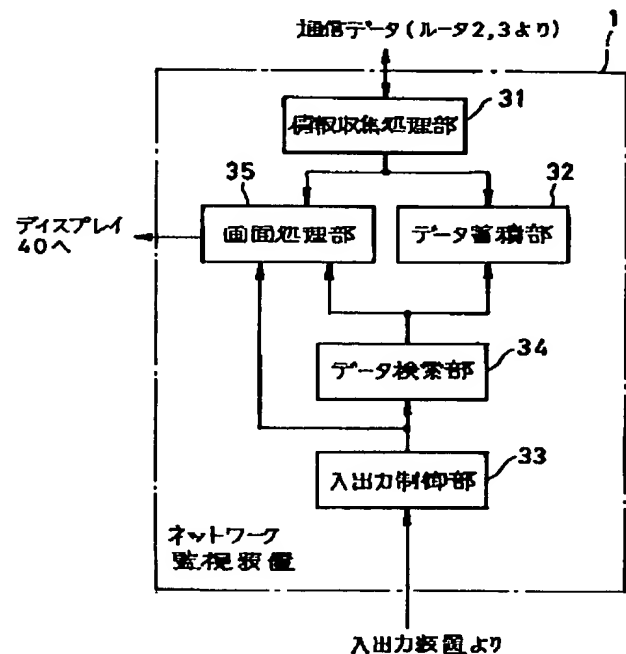 通信データ(ルータ2,3より)
1
情報収集処理部
31
35
画面処理部
32
データ蓄積部
ディスプレイ
40へ
データ検索部
34
入出力制御部
33
ネットワーク
監視装置
入出力装置より